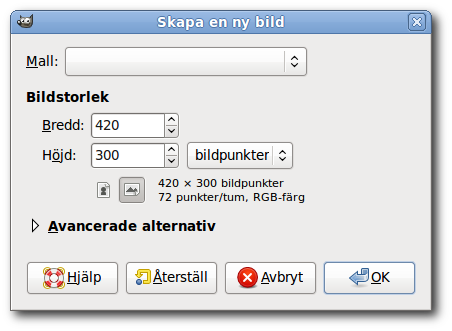 Skapa en ny bild
Mall:
Bildstorlek
Bredd: 420
Höjd: 300 bildpunkter
420 × 300 bildpunkter
72 punkter/tum, RGB-färg
Avancerade alternativ
Hjälp Återställ Avbryt OK